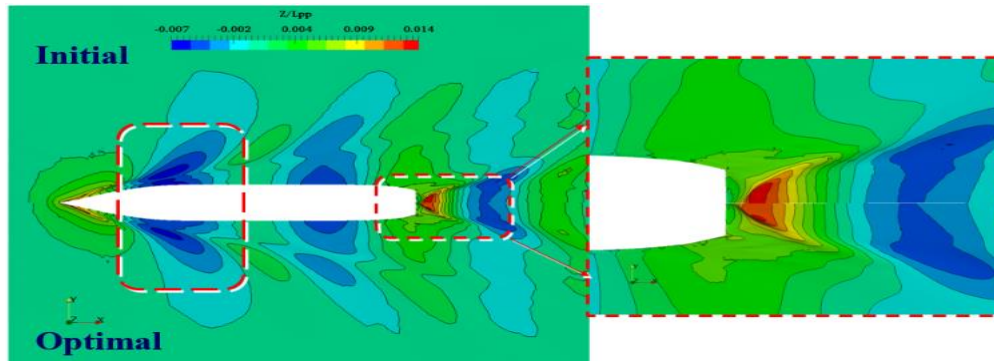 Z/Lpp
-0.007 -0.002 0.004 0.009 0.014
Initial
Optimal
Y
Z X
Y
X